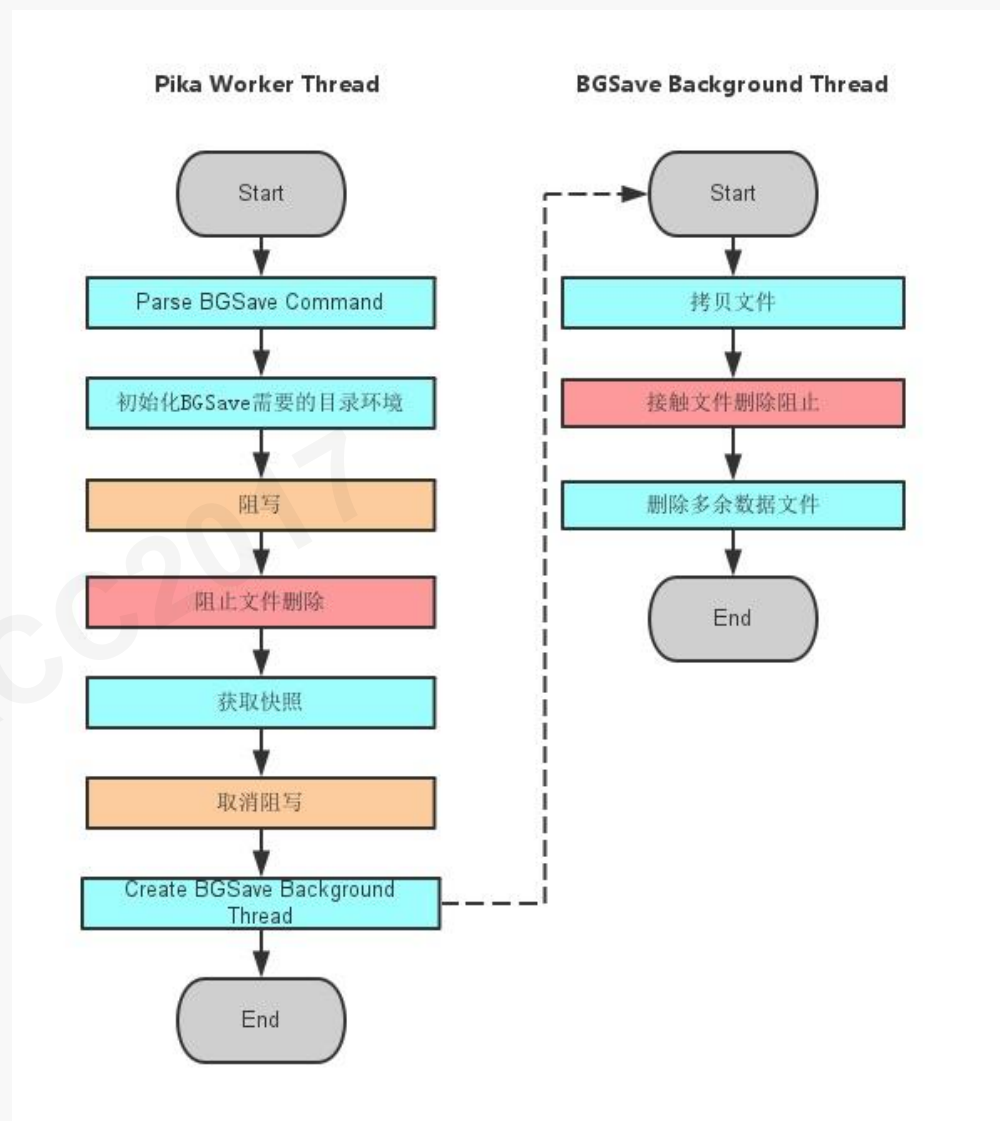 Pika Worker Thread
BGSave Background Thread
Start
Parse BGSave Command
初始化BGSave需要的目录环境
阻写
阻止文件删除
获取快照
取消阻写
Create BGSave Background
Thread
End
Start
拷贝文件
接触文件删除阻止
删除多余数据文件
End
CC2017